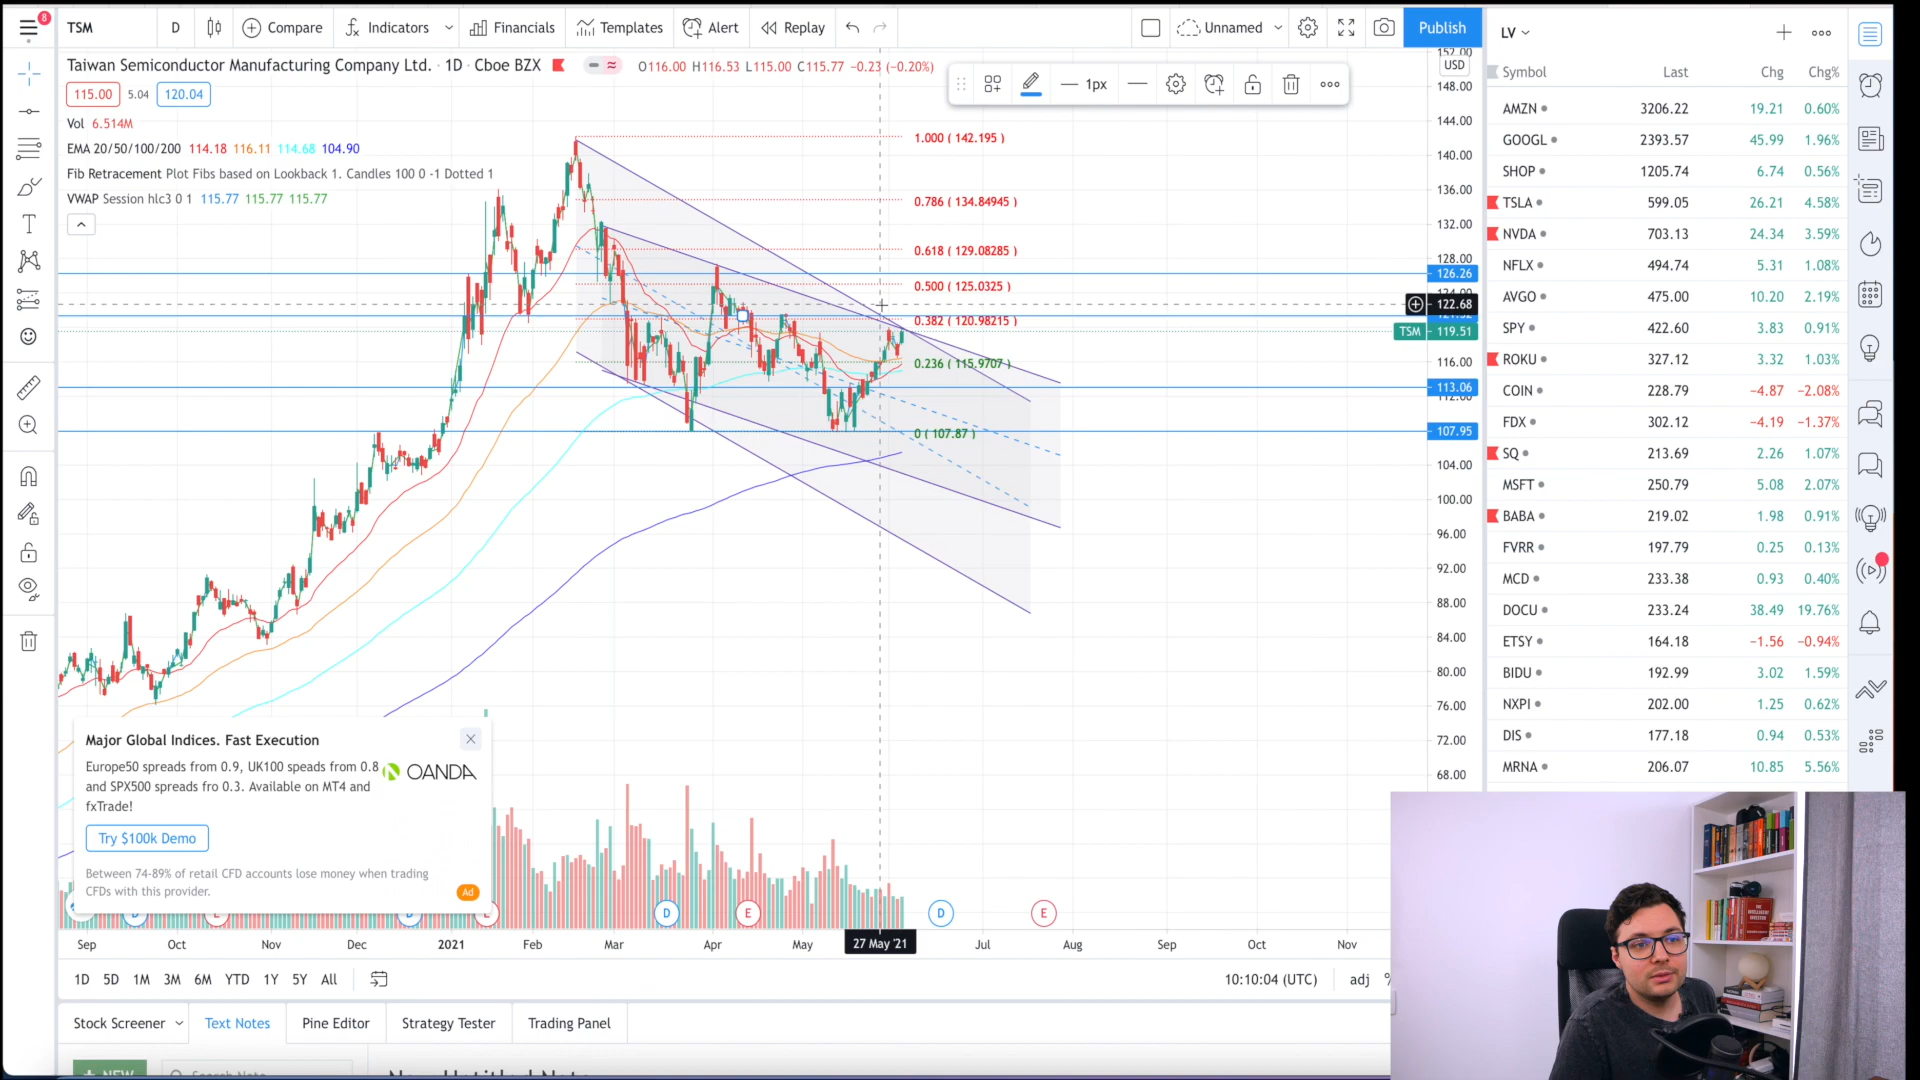 8
TSM
D
Compare
Indicators
Financials
Templates
Alert
Replay
Unnamed
Publish
Taiwan Semiconductor Manufacturing Company Ltd. · 1D · Cboe BZX
O116.00 H116.53 L115.00 C115.77 −0.23 (−0.20%)
115.00 5.04 120.04
Vol 6.514M
EMA 20/50/100/200 114.18 116.11 114.68 104.90
Fib Retracement Plot Fibs based on Lookback 1. Candles 100 0 -1 Dotted 1
VWAP Session hlc3 0 1 115.77 115.77 115.77
1px
1.000 ( 142.195 )
0.786 ( 134.84945 )
0.618 ( 129.08285 )
0.500 ( 125.0325 )
0.382 ( 120.98215 )
0.236 ( 115.9707 )
0 ( 107.87 )
152.00
USD
148.00
144.00
140.00
136.00
132.00
128.00
126.26
122.68
TSM 119.51
116.00
113.06
112.00
107.95
104.00
100.00
96.00
92.00
88.00
84.00
80.00
76.00
72.00
68.00
Major Global Indices. Fast Execution
Europe50 spreads from 0.9, UK100 speads from 0.8
and SPX500 spreads fro 0.3. Available on MT4 and
fxTrade!
OANDA
Try $100k Demo
Between 74-89% of retail CFD accounts lose money when trading
CFDs with this provider.
Ad
D E D E
Sep Oct Nov Dec 2021 Feb Mar Apr May 27 May '21 Jul Aug Sep Oct Nov
1D 5D 1M 3M 6M YTD 1Y 5Y All
10:10:04 (UTC)
adj
Stock Screener
Text Notes
Pine Editor
Strategy Tester
Trading Panel
LV
Symbol Last Chg Chg%
AMZN 3206.22 19.21 0.60%
GOOGL 2393.57 45.99 1.96%
SHOP 1205.74 6.74 0.56%
TSLA 599.05 26.21 4.58%
NVDA 703.13 24.34 3.59%
NFLX 494.74 5.31 1.08%
AVGO 475.00 10.20 2.19%
SPY 422.60 3.83 0.91%
ROKU 327.12 3.32 1.03%
COIN 228.79 −4.87 −2.08%
FDX 302.12 −4.19 −1.37%
SQ 213.69 2.26 1.07%
MSFT 250.79 5.08 2.07%
BABA 219.02 1.98 0.91%
FVRR 197.79 0.25 0.13%
MCD 233.38 0.93 0.40%
DOCU 233.24 38.49 19.76%
ETSY 164.18 −1.56 −0.94%
BIDU 192.99 3.02 1.59%
NXPI 202.00 1.25 0.62%
DIS 177.18 0.94 0.53%
MRNA 206.07 10.85 5.56%